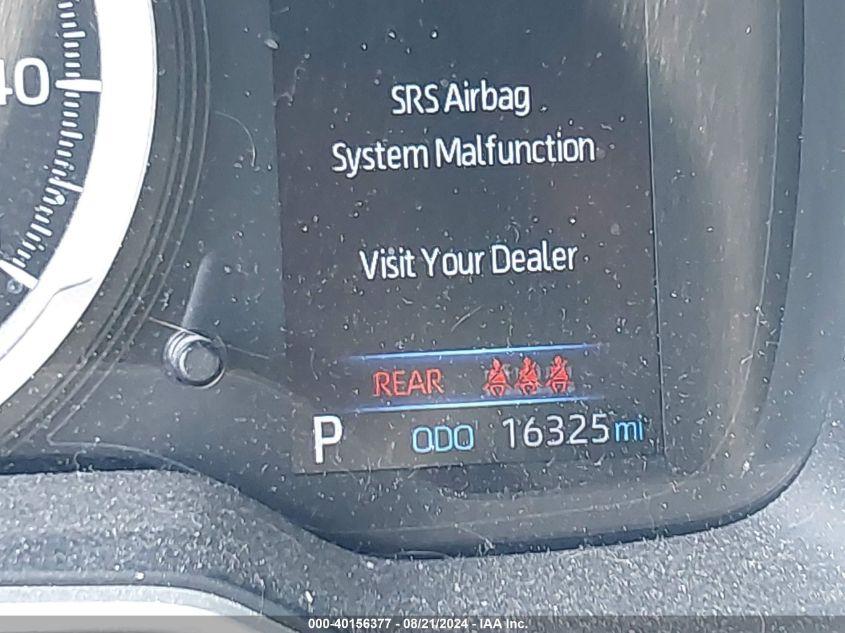 40
SRS Airbag
System Malfunction
Visit Your Dealer
REAR
P ODO 16325 mi
000-40156377 - 08/21/2024 - IAA Inc.